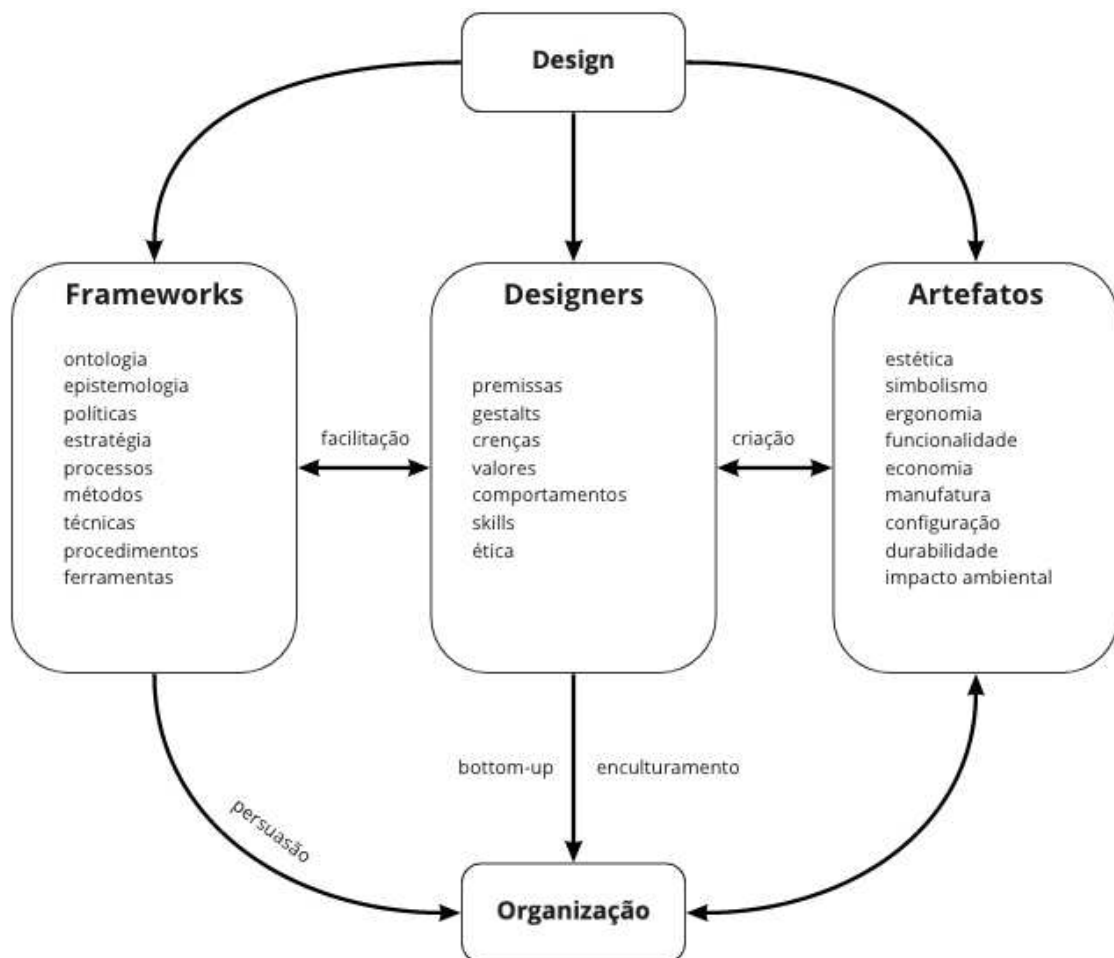 Design
Frameworks
ontologia
epistemologia
políticas
estratégia
processos
métodos
técnicas
procedimentos
ferramentas
facilitação
Designers
premissas
gestalts
crenças
valores
comportamentos
skills
ética
criação
Artefatos
estética
simbolismo
ergonomia
funcionalidade
economia
manufatura
configuração
durabilidade
impacto ambiental
persuasão
bottom-up
enculturamento
Organização